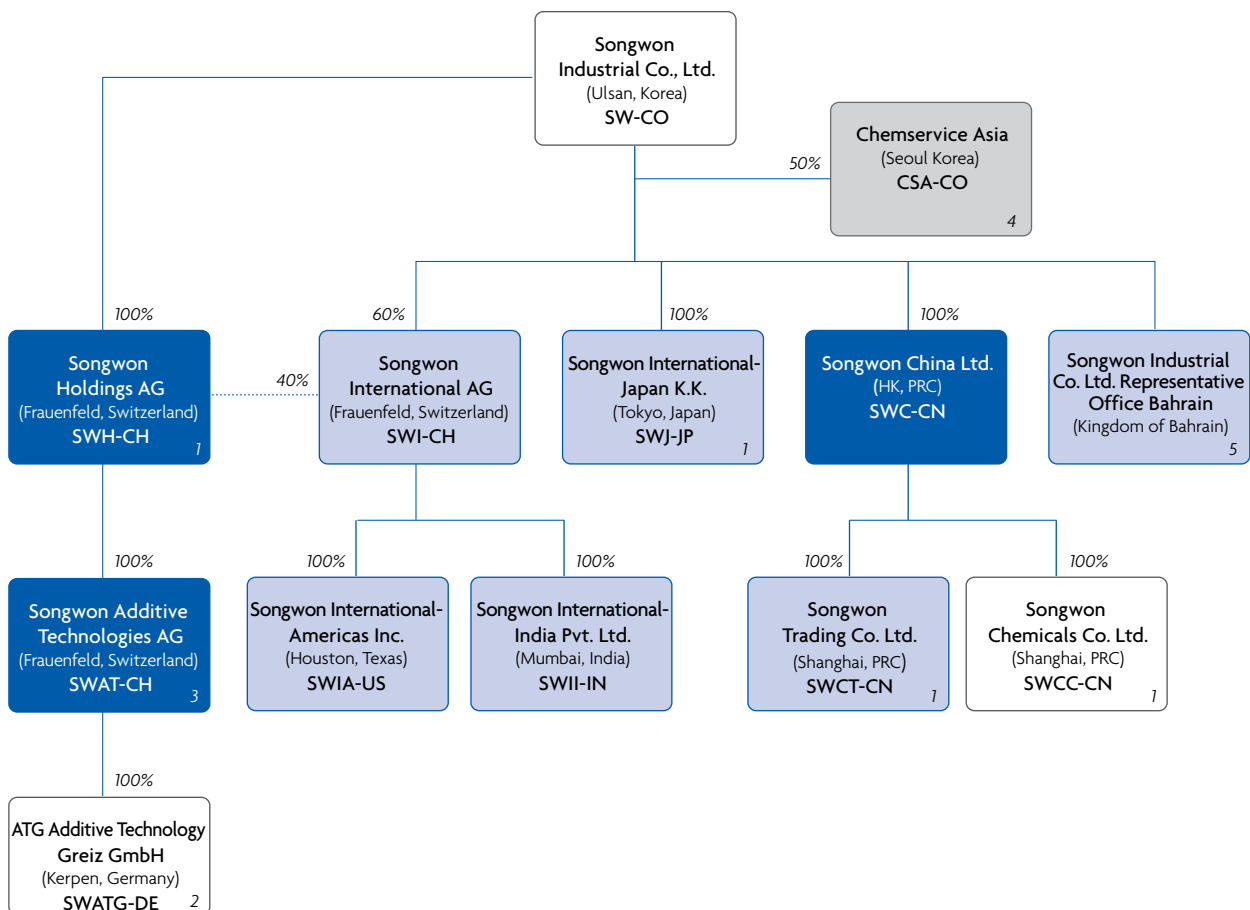 Songwon
Industrial Co., Ltd.
(Ulsan, Korea)
SW-CO
50%
Chemservice Asia
(Seoul Korea)
CSA-CO
4
100%
Songwon
Holdings AG
(Frauenfeld, Switzerland)
SWH-CH
1
40%
60%
Songwon
International AG
(Frauenfeld, Switzerland)
SWI-CH
100%
Songwon International-
Japan K.K.
(Tokyo, Japan)
SWJ-JP
1
100%
Songwon China Ltd.
(HK, PRC)
SWC-CN
Songwon Industrial
Co. Ltd. Representative
Office Bahrain
(Kingdom of Bahrain)
5
100%
Songwon Additive
Technologies AG
(Frauenfeld, Switzerland)
SWAT-CH
3
100%
Songwon International-
Americas Inc.
(Houston, Texas)
SWIA-US
100%
Songwon International-
India Pvt. Ltd.
(Mumbai, India)
SWII-IN
100%
Songwon
Trading Co. Ltd.
(Shanghai, PRC)
SWCT-CN
1
100%
Songwon
Chemicals Co. Ltd.
(Shanghai, PRC)
SWCC-CN
1
100%
ATG Additive Technology
Greiz GmbH
(Kerpen, Germany)
SWATG-DE
2